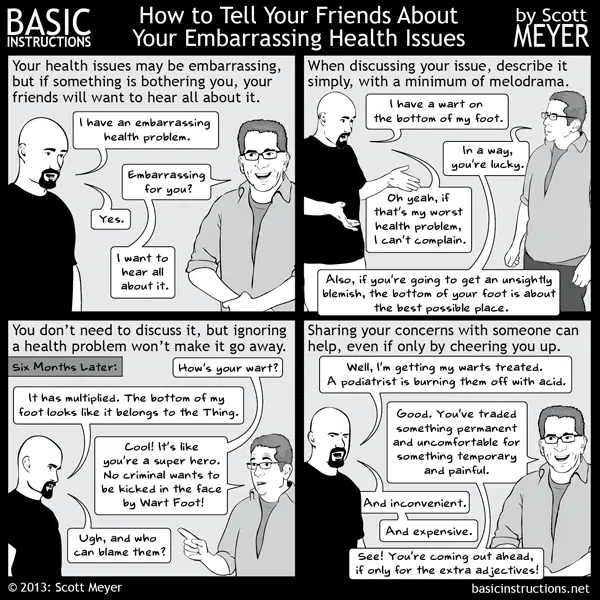 BASIC
INSTRUCTIONS
How to Tell Your Friends About
Your Embarrassing Health Issues
by Scott
MEYER
Your health issues may be embarrassing,
but if something is bothering you, your
friends will want to hear all about it.
I have an embarrassing
health problem.
Embarrassing
for you?
Yes.
I want to
hear all
about it.
When discussing your issue, describe it
simply, with a minimum of melodrama.
I have a wart on
the bottom of my foot.
In a way,
you're lucky.
Oh yeah, if
that's my worst
health problem,
I can't complain.
Also, if you're going to get an unsightly
blemish, the bottom of your foot is about
the best possible place.
You don't need to discuss it, but ignoring
a health problem won't make it go away.
Six Months Later:
How's your wart?
It has multiplied. The bottom of my
foot looks like it belongs to the Thing.
Cool! It's like
you're a super hero.
No criminal wants to
be kicked in the face
by Wart Foot!
Ugh, and who
can blame them?
Sharing your concerns with someone can
help, even if only by cheering you up.
Well, I'm getting my warts treated.
A podiatrist is burning them off with acid.
Good. You've traded
something permanent
and uncomfortable for
something temporary
and painful.
And inconvenient.
And expensive.
See! You're coming out ahead,
if only for the extra adjectives!
© 2013: Scott Meyer
basicinstructions.net